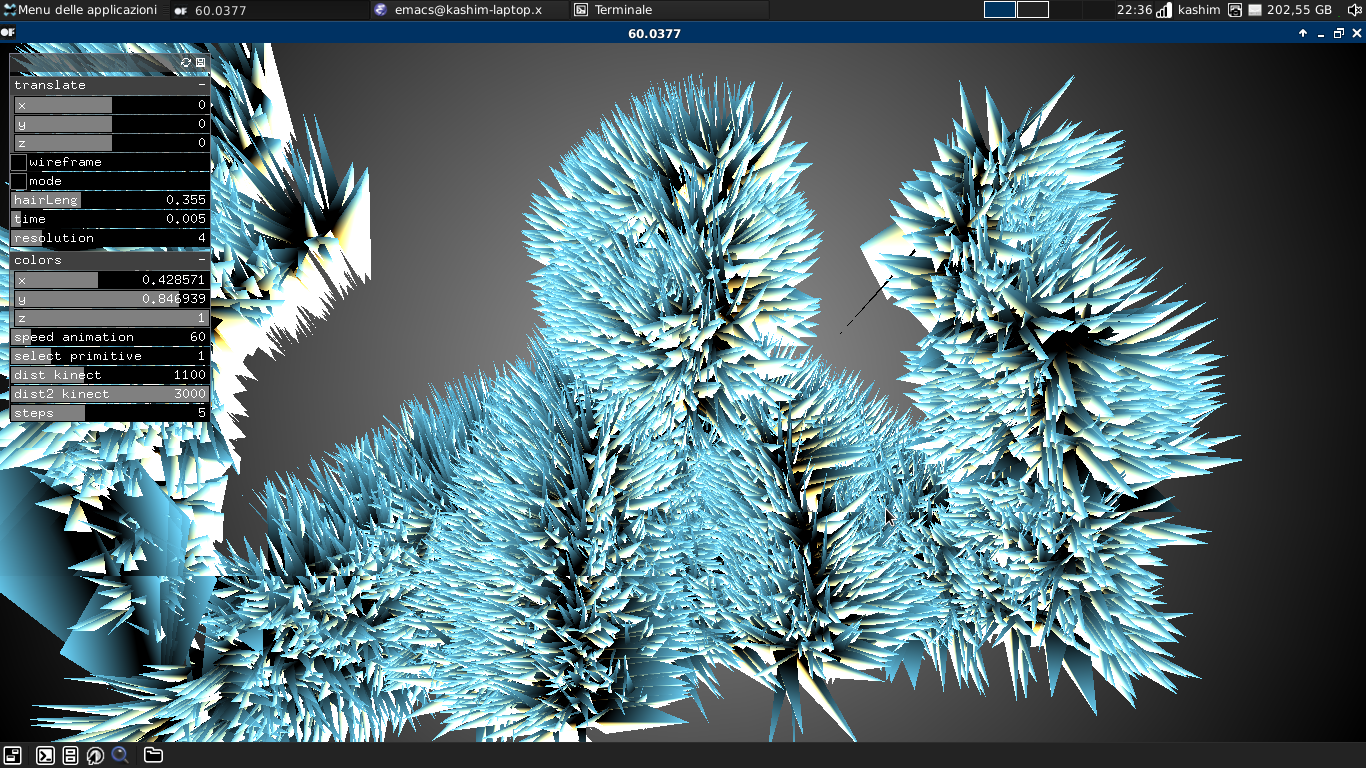 Menu delle applicazioni OF 60.0377 emacs@kashim-laptop.x Terminale 22:36 kashim 202,55 GB
OF 60.0377
translate −
x 0
y 0
z 0
wireframe
mode
hairLeng 0.355
time 0.005
resolution 4
colors −
x 0.428571
y 0.846939
z 1
speed animation 60
select primitive 1
dist kinect 1100
dist2 kinect 3000
steps 5